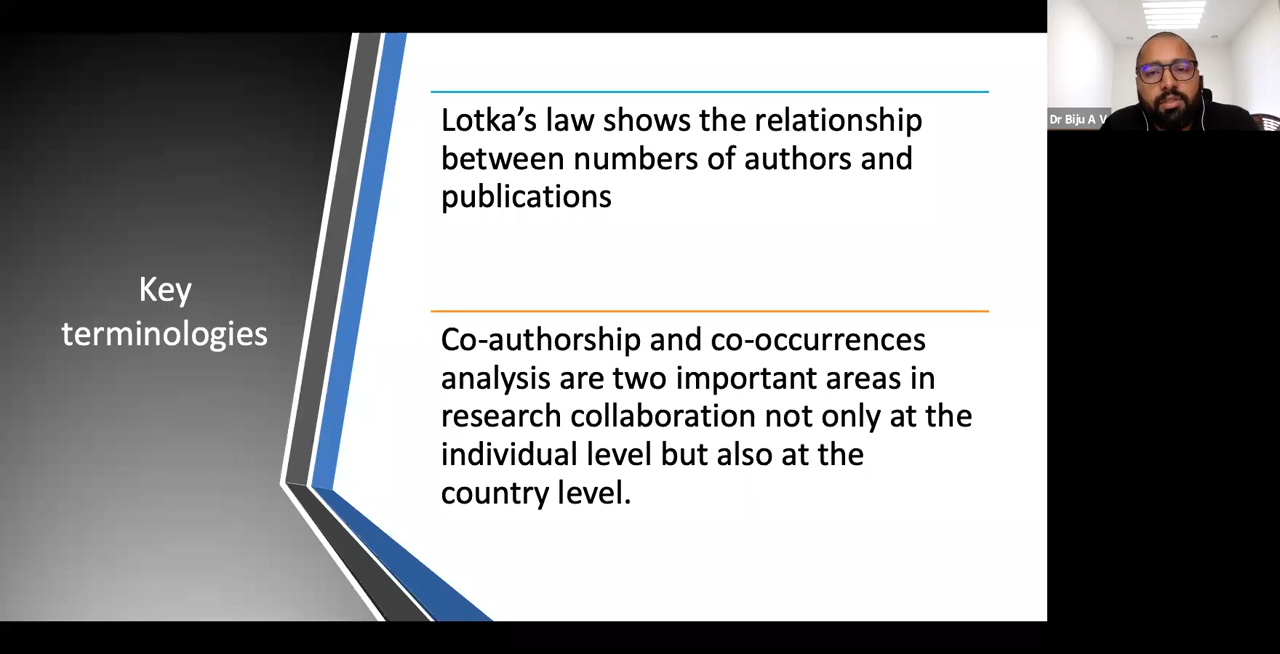 Key
terminologies
Lotka’s law shows the relationship
between numbers of authors and
publications
Co-authorship and co-occurrences
analysis are two important areas in
research collaboration not only at the
individual level but also at the
country level.
Dr Biju A V